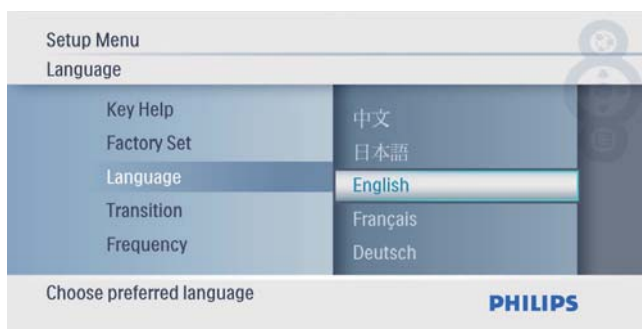 Setup Menu
Language
Key Help
Factory Set
Language
Transition
Frequency
中文
日本語
English
Français
Deutsch
Choose preferred language
PHILIPS